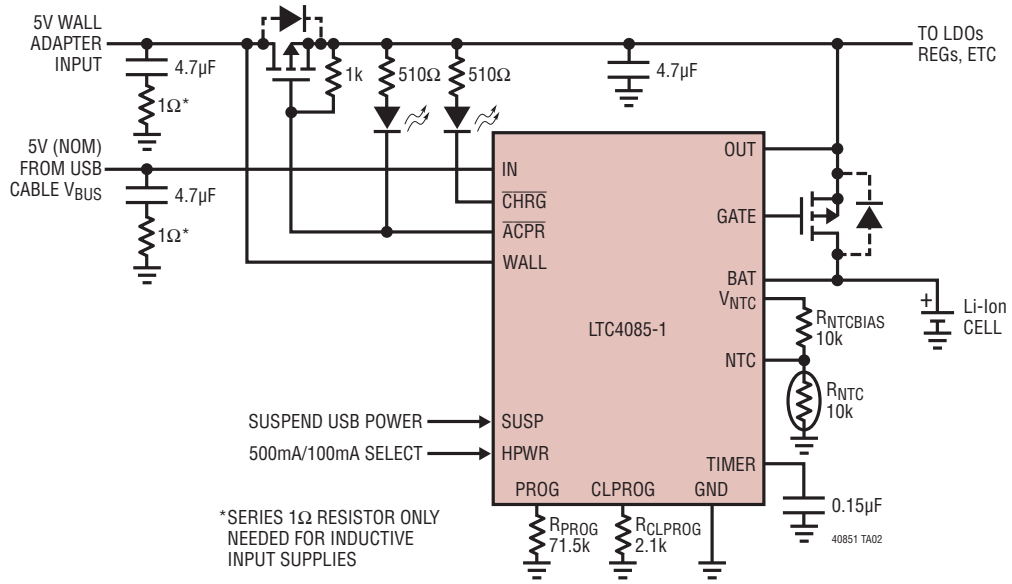 5V WALL
ADAPTER
INPUT
4.7µF
1Ω*
1k
510Ω
510Ω
4.7µF
TO LDOs
REGs, ETC
5V (NOM)
FROM USB
CABLE VBUS
4.7µF
1Ω*
IN
CHRG
ACPR
WALL
OUT
GATE
BAT
VNTC
NTC
LTC4085-1
+
Li-Ion
CELL
RNTCBIAS
10k
RNTC
10k
SUSPEND USB POWER
SUSP
500mA/100mA SELECT
HPWR
TIMER
PROG
CLPROG
GND
0.15µF
RPROG
71.5k
RCLPROG
2.1k
*SERIES 1Ω RESISTOR ONLY
NEEDED FOR INDUCTIVE
INPUT SUPPLIES
40851 TA02